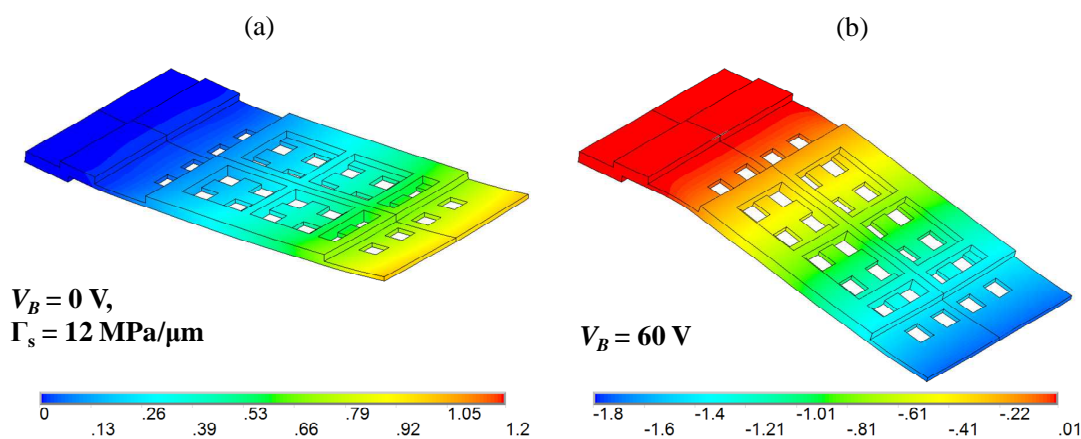 (a)
(b)
V_B = 0 V,
Γ_s = 12 MPa/μm
V_B = 60 V
0 .26 .53 .79 1.05
.13 .39 .66 .92 1.2
-1.8 -1.4 -1.01 -.61 -.22
-1.6 -1.21 -.81 -.41 .01